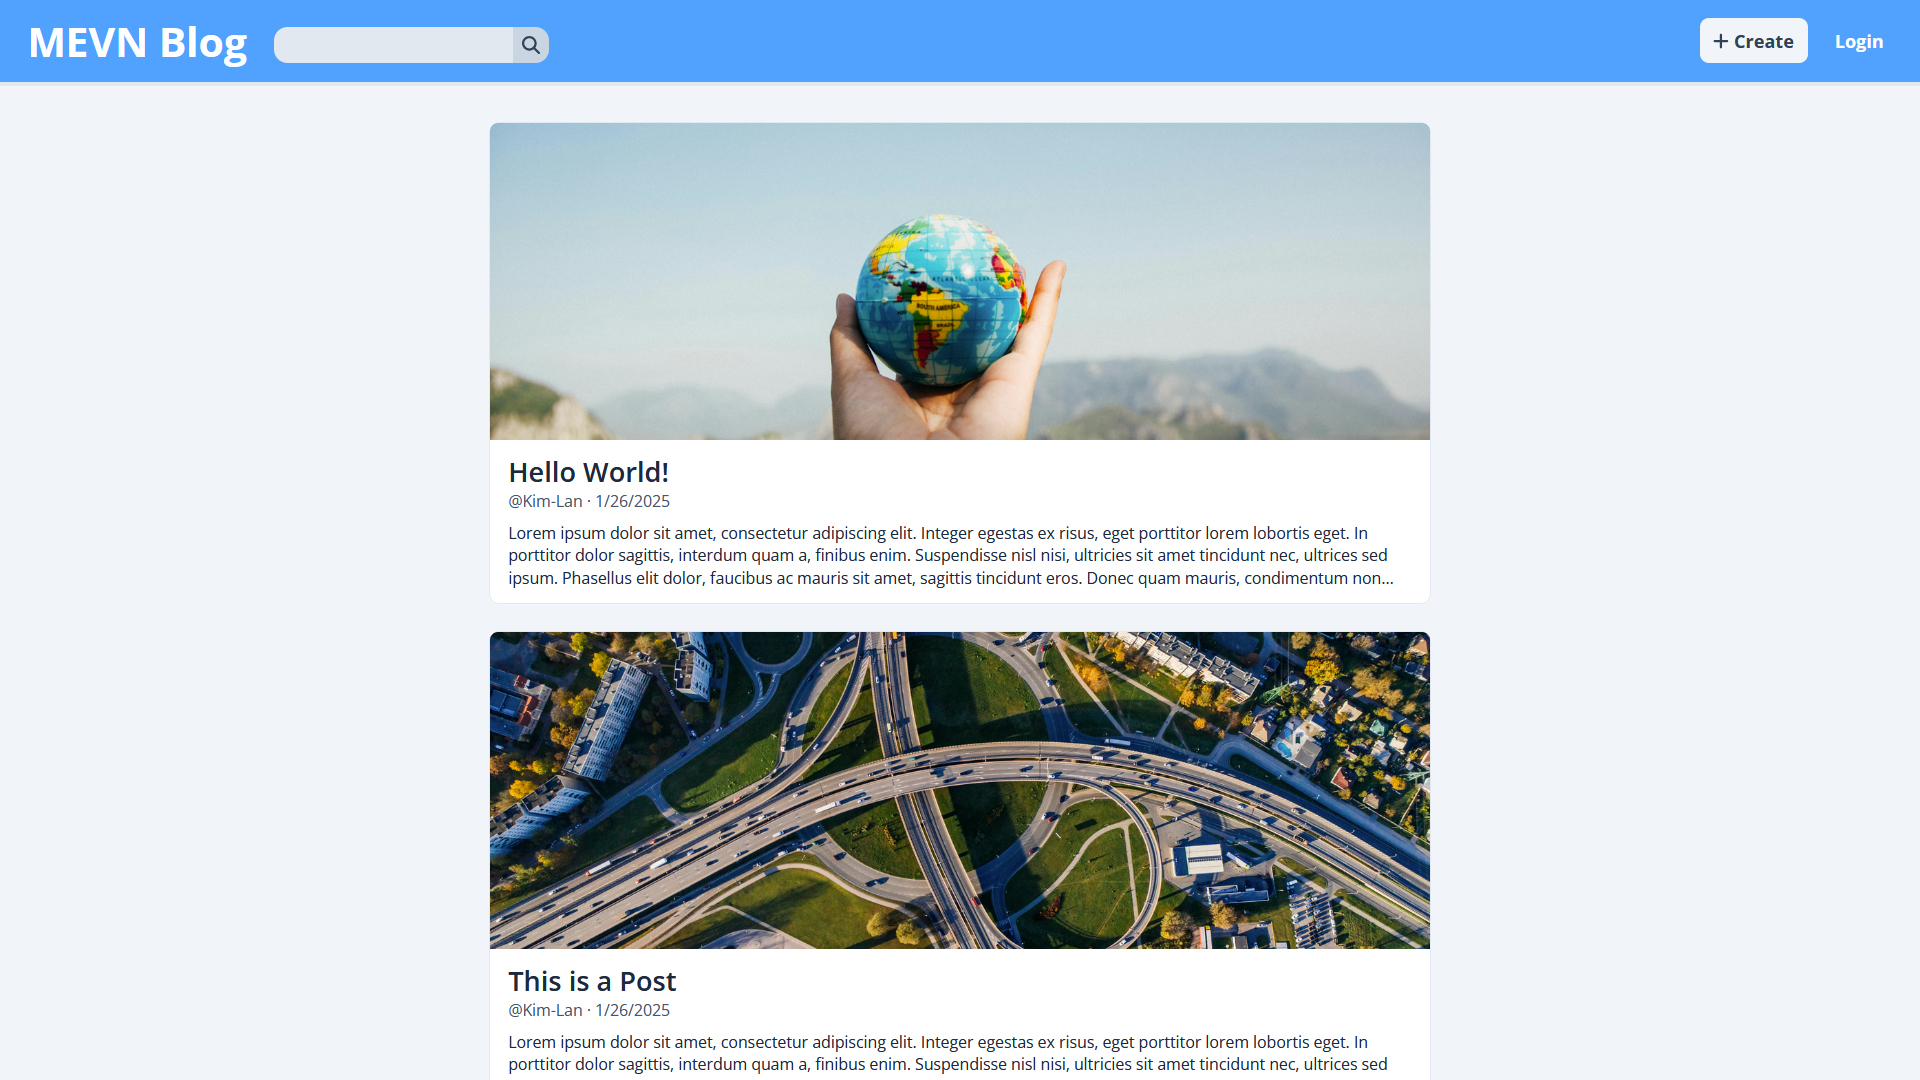 MEVN Blog
Create
Login
ATLANTIC OCEAN
SOUTH AMERICA
BRAZIL
Hello World!
@Kim-Lan · 1/26/2025
Lorem ipsum dolor sit amet, consectetur adipiscing elit. Integer egestas ex risus, eget porttitor lorem lobortis eget. In
porttitor dolor sagittis, interdum quam a, finibus enim. Suspendisse nisl nisi, ultricies sit amet tincidunt nec, ultrices sed
ipsum. Phasellus elit dolor, faucibus ac mauris sit amet, sagittis tincidunt eros. Donec quam mauris, condimentum non...
This is a Post
@Kim-Lan · 1/26/2025
Lorem ipsum dolor sit amet, consectetur adipiscing elit. Integer egestas ex risus, eget porttitor lorem lobortis eget. In
porttitor dolor sagittis, interdum quam a, finibus enim. Suspendisse nisl nisi, ultricies sit amet tincidunt nec, ultrices sed